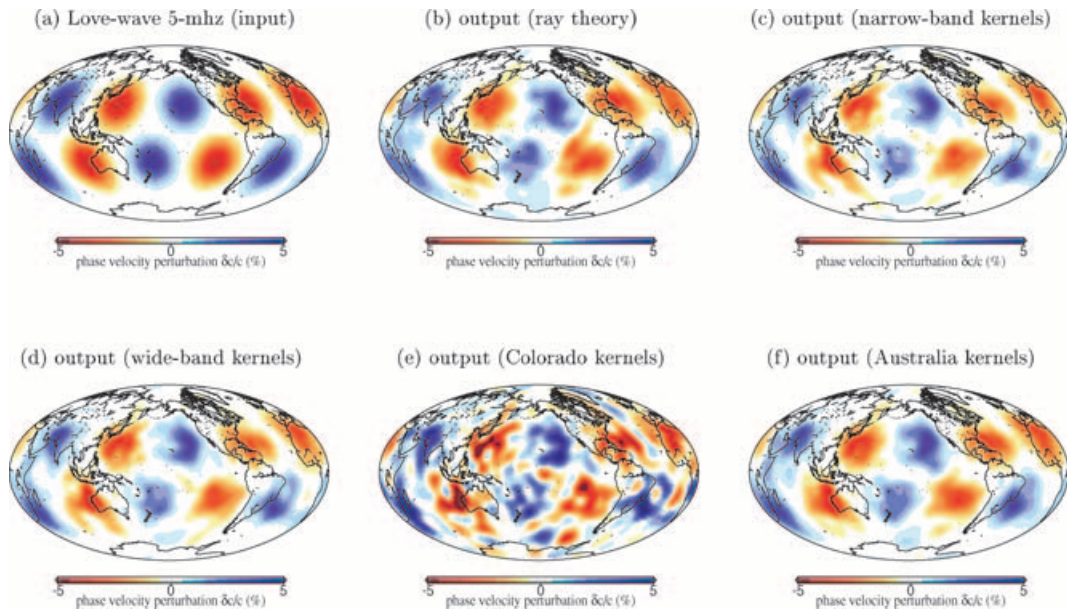 (a) Love-wave 5-mhz (input)
(b) output (ray theory)
(c) output (narrow-band kernels)
-5 0 5
phase velocity perturbation δc/c (%)
-5 0 5
phase velocity perturbation δc/c (%)
-5 0 5
phase velocity perturbation δc/c (%)
(d) output (wide-band kernels)
(e) output (Colorado kernels)
(f) output (Australia kernels)
-5 0 5
phase velocity perturbation δc/c (%)
-5 0 5
phase velocity perturbation δc/c (%)
-5 0 5
phase velocity perturbation δc/c (%)